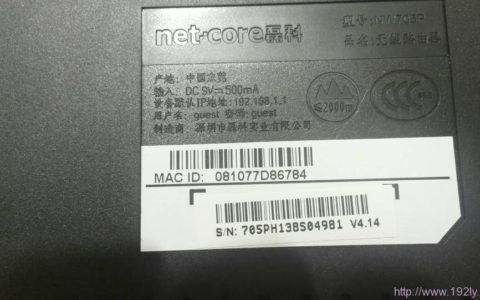 net-core磊科
型号: NW705P
品名: 无线路由器
产地: 中国京莞
输入: DC 9V⎓500mA
设备默认IP地址: 192.168.1.1
用户名: guest 密码: guest
制造商: 深圳市磊科实业有限公司
≤2000m
CCC
MAC ID: 081077D86784
S/N: 705PH138S04981 V4.14
http://www.192ly